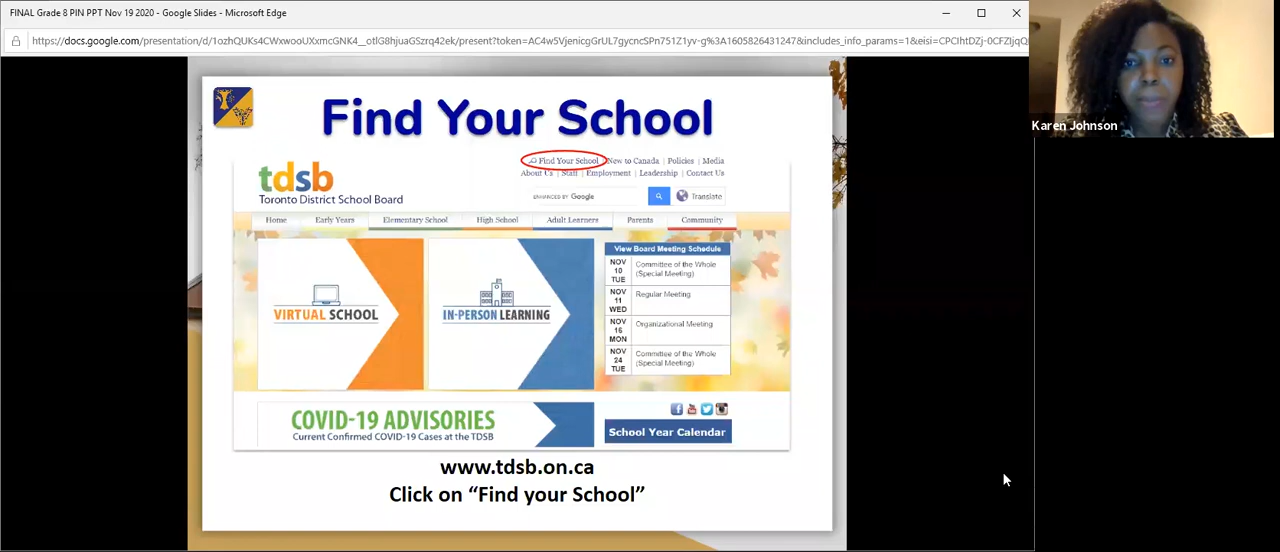 FINAL Grade 8 PIN PPT Nov 19 2020 - Google Slides - Microsoft Edge
Karen Johnson
Find Your School
Find Your School | New to Canada | Policies | Media
About Us | Staff | Employment | Leadership | Contact Us
tdsb
Toronto District School Board
ENHANCED BY Google
Translate
Home Early Years Elementary School High School Adult Learners Parents Community
VIRTUAL SCHOOL
IN-PERSON LEARNING
View Board Meeting Schedule
NOV 10 TUE
Committee of the Whole
(Special Meeting)
NOV 11 WED
Regular Meeting
NOV 16 MON
Organizational Meeting
NOV 24 TUE
Committee of the Whole
(Special Meeting)
COVID-19 ADVISORIES
Current Confirmed COVID-19 Cases at the TDSB
School Year Calendar
www.tdsb.on.ca
Click on “Find your School”